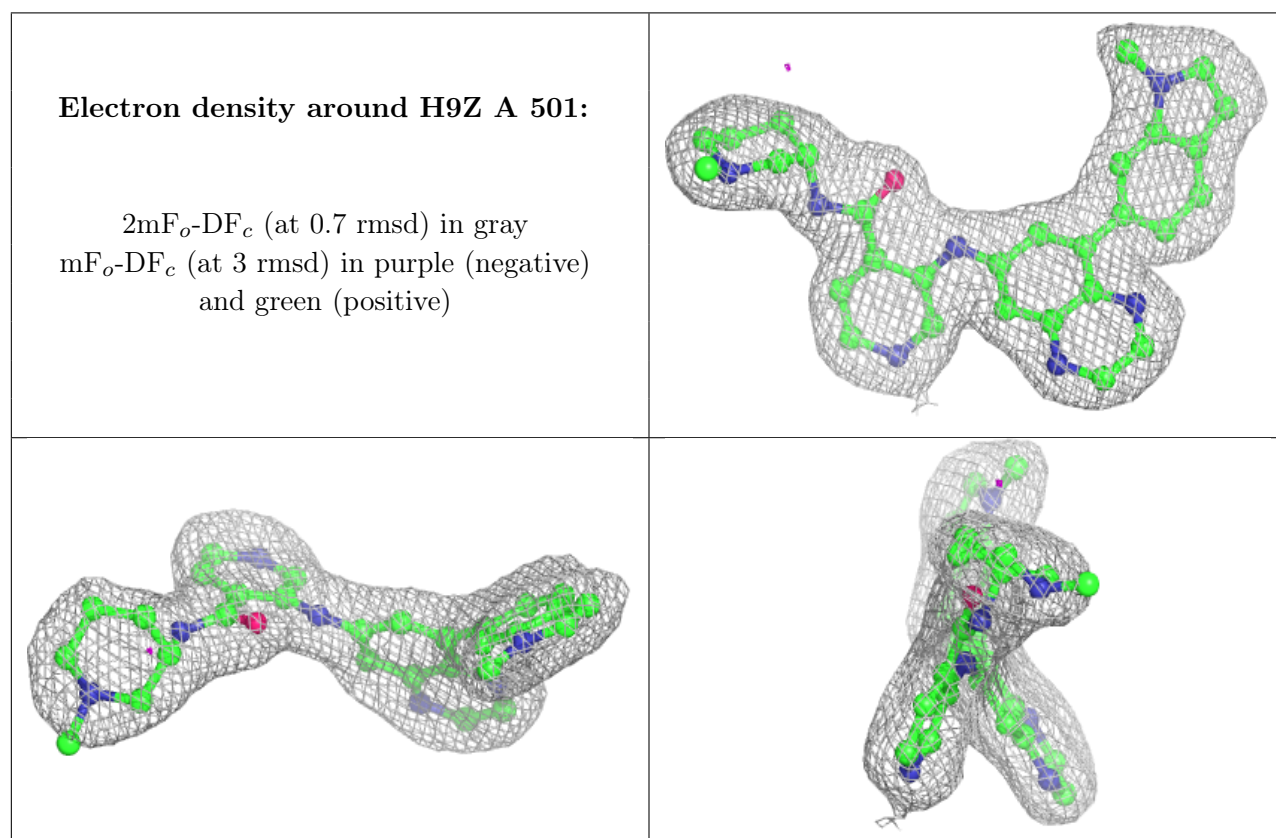 Electron density around H9Z A 501:
2mFo-DFc (at 0.7 rmsd) in gray
mFo-DFc (at 3 rmsd) in purple (negative)
and green (positive)